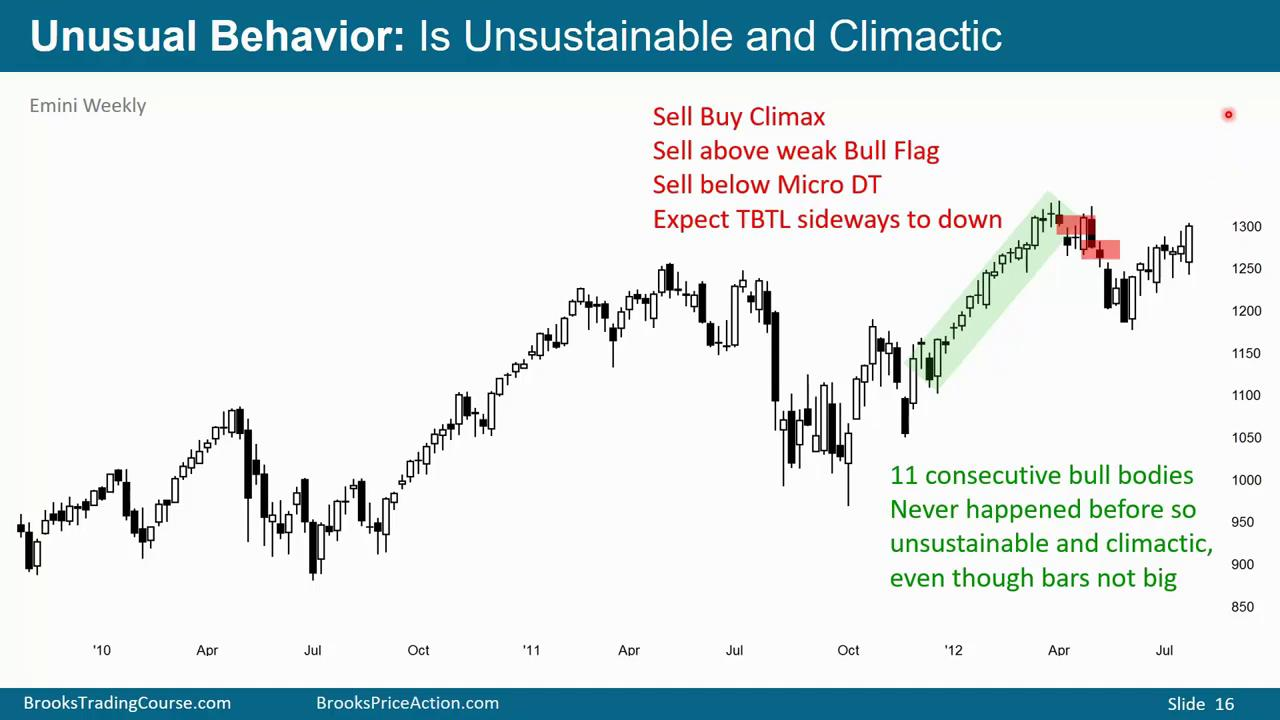 Unusual Behavior: Is Unsustainable and Climactic
Emini Weekly
Sell Buy Climax
Sell above weak Bull Flag
Sell below Micro DT
Expect TBTL sideways to down
1300
1250
1200
1150
1100
1050
1000
950
900
850
11 consecutive bull bodies
Never happened before so
unsustainable and climactic,
even though bars not big
'10 Apr Jul Oct '11 Apr Jul Oct '12 Apr Jul
BrooksTradingCourse.com BrooksPriceAction.com Slide 16